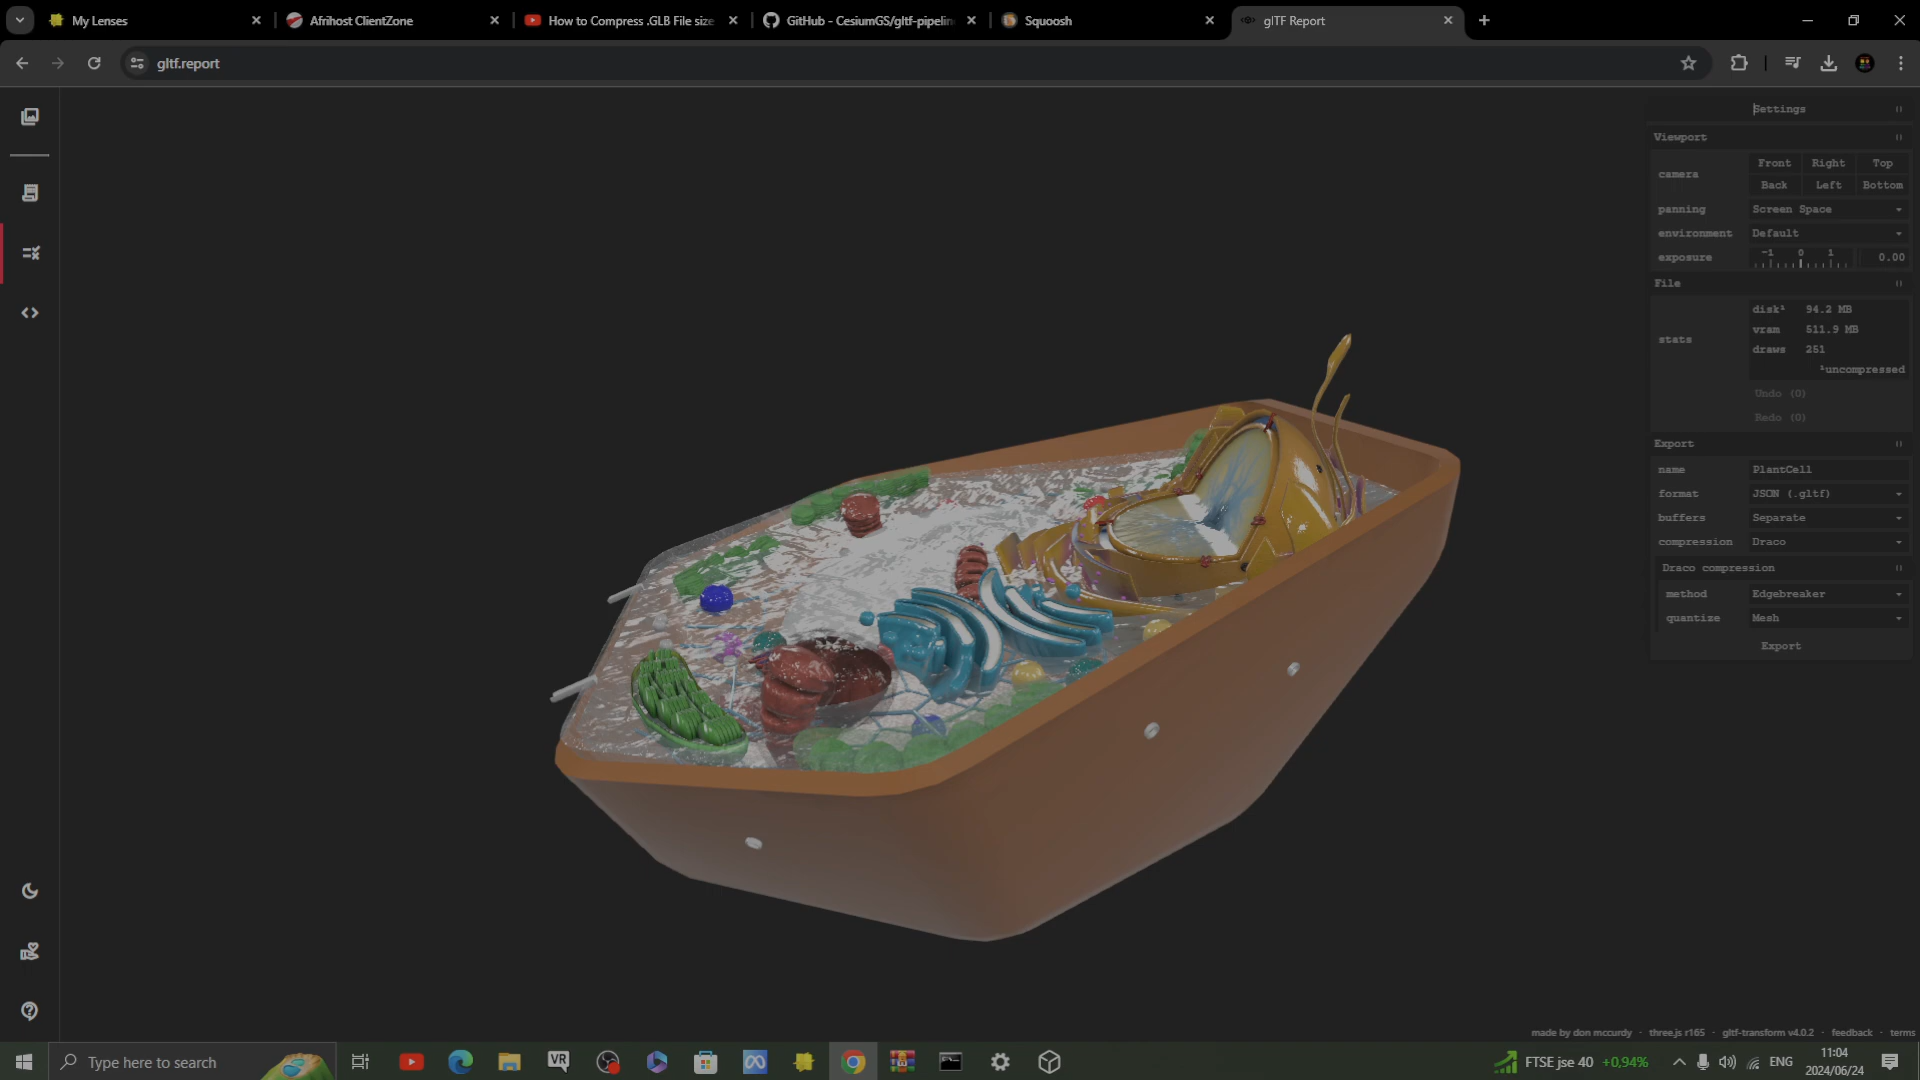 My Lenses
Afrihost ClientZone
How to Compress .GLB File size
GitHub - CesiumGS/gltf-pipelin
Squoosh
glTF Report
gltf.report
Settings
Viewport
camera
Front Right Top
Back Left Bottom
panning Screen Space
environment Default
exposure -1 0 1 0.00
File
stats
disk¹ 94.2 MB
vram 511.9 MB
draws 251
¹uncompressed
Undo (0)
Redo (0)
Export
name PlantCell
format JSON (.gltf)
buffers Separate
compression Draco
Draco compression
method Edgebreaker
quantize Mesh
Export
made by don mccurdy · three.js r165 · gltf-transform v4.0.2 · feedback · terms
Type here to search
VR
FTSE jse 40 +0,94%
ENG
11:04
2024/06/24